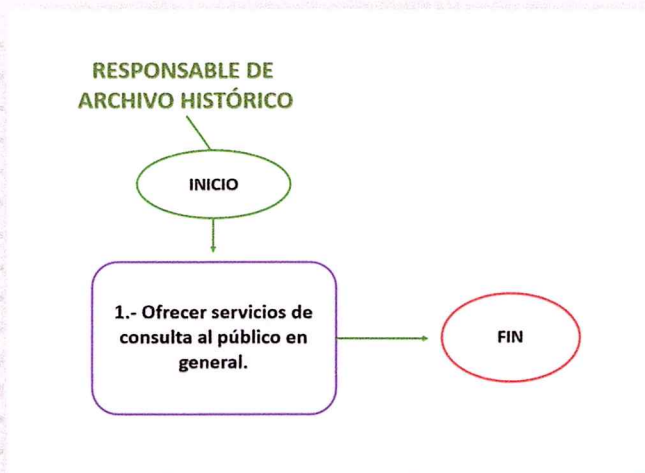 RESPONSABLE DE
ARCHIVO HISTÓRICO
INICIO
1.- Ofrecer servicios de
consulta al público en
general.
FIN